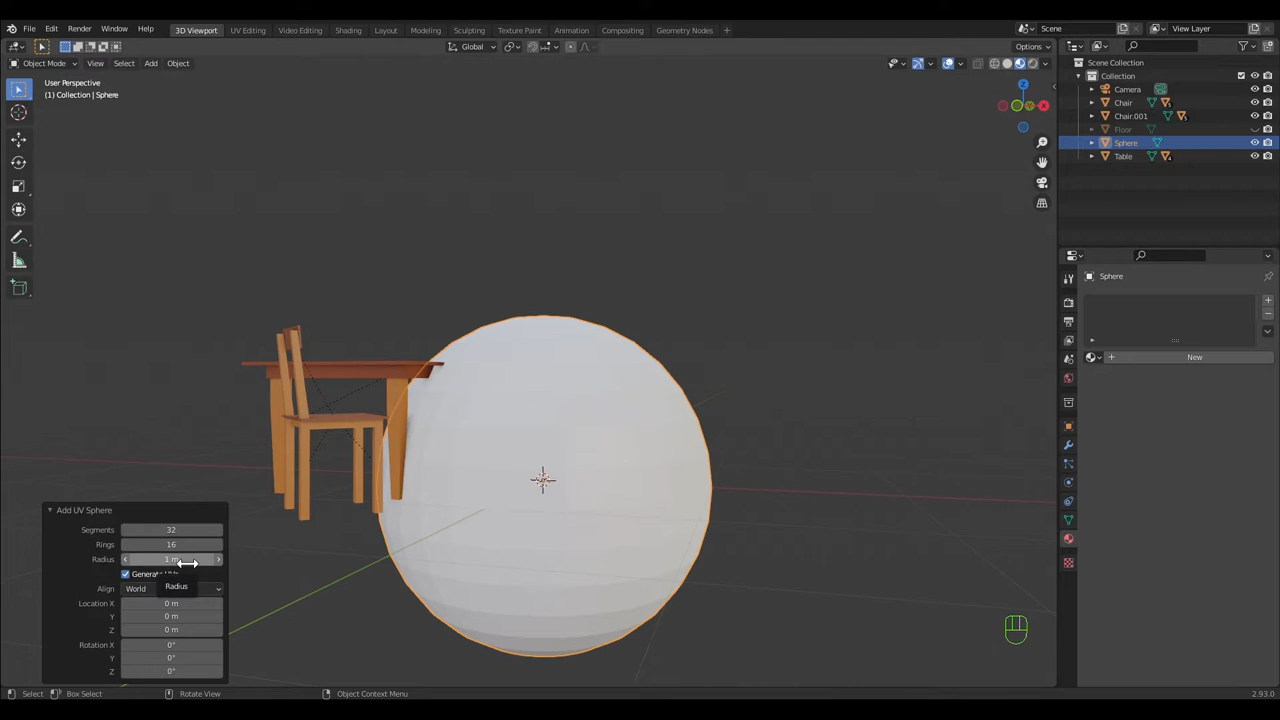 File Edit Render Window Help
3D Viewport UV Editing Video Editing Shading Layout Modeling Sculpting Texture Paint Animation Compositing Geometry Nodes
Scene View Layer
Global Options
Object Mode View Select Add Object
User Perspective
(1) Collection | Sphere
Scene Collection
Collection
Camera
Chair
Chair.001
Floor
Sphere
Table
Sphere
New
Add UV Sphere
Segments 32
Rings 16
Radius 1 m
Generate UVs
Radius
Align World
Location X 0 m
Y 0 m
Z 0 m
Rotation X 0°
Y 0°
Z 0°
Select Box Select Rotate View Object Context Menu 2.93.0